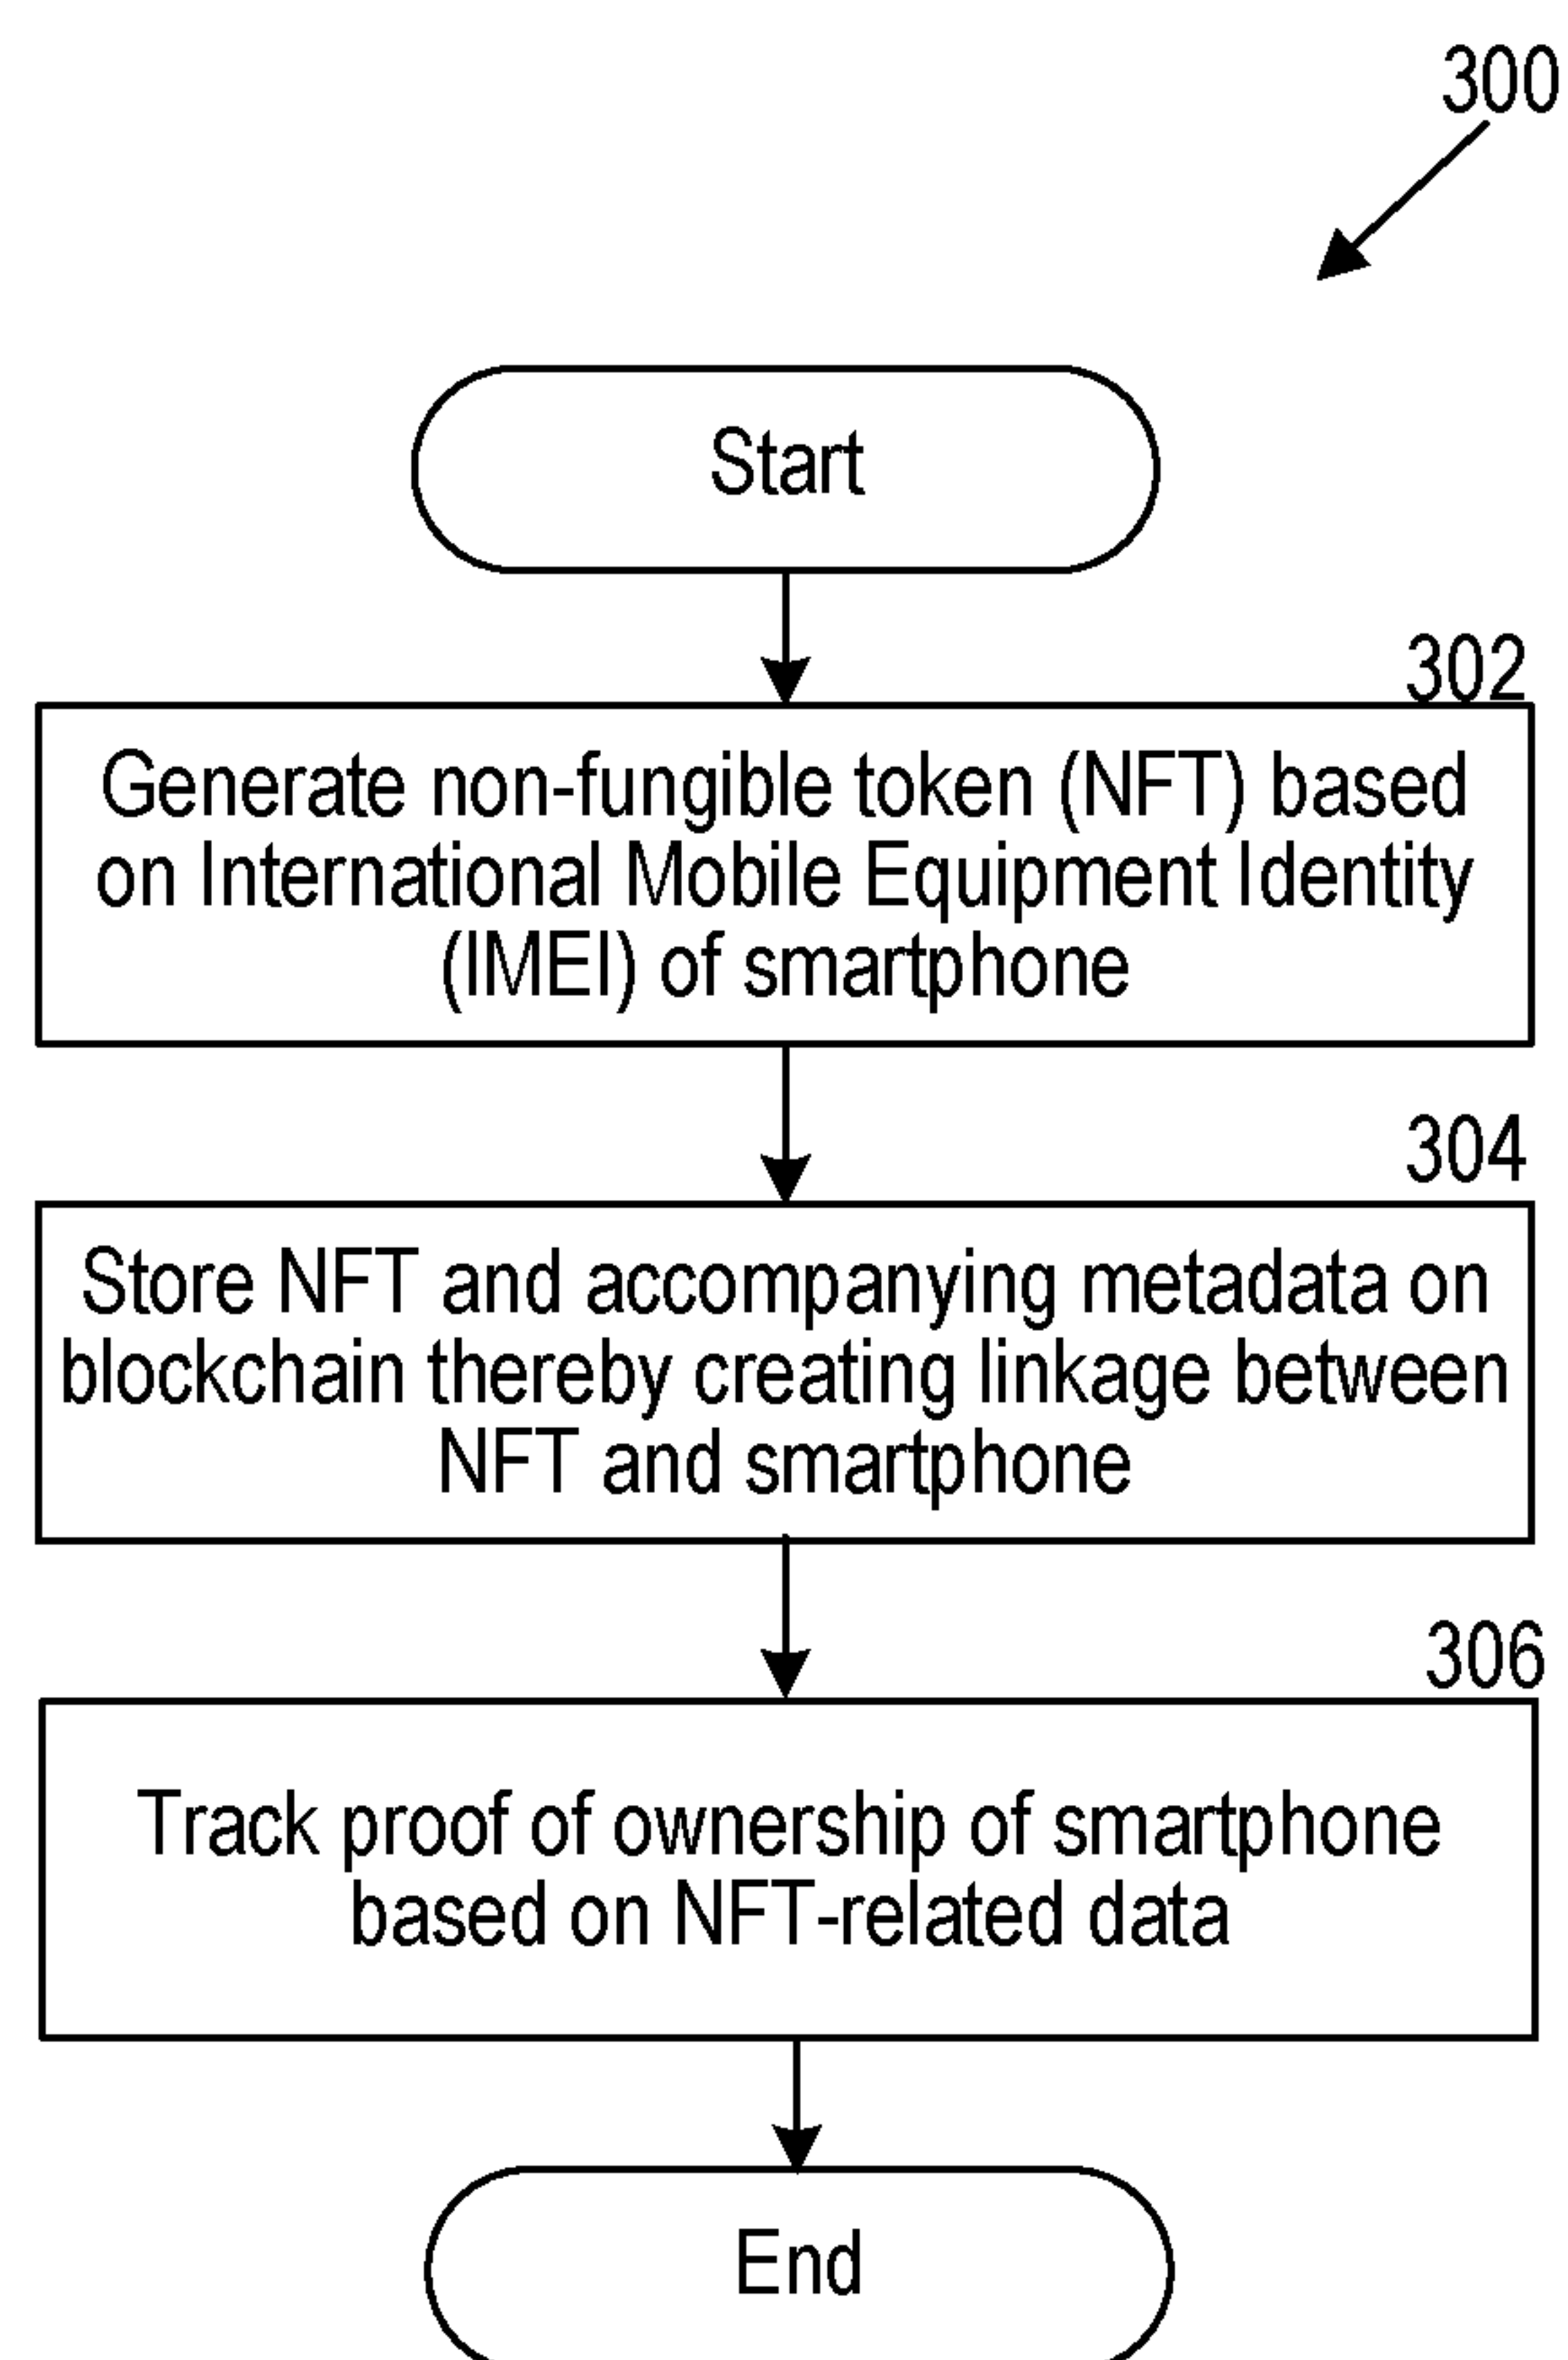 300
Start
302
Generate non-fungible token (NFT) based
on International Mobile Equipment Identity
(IMEI) of smartphone
304
Store NFT and accompanying metadata on
blockchain thereby creating linkage between
NFT and smartphone
306
Track proof of ownership of smartphone
based on NFT-related data
End